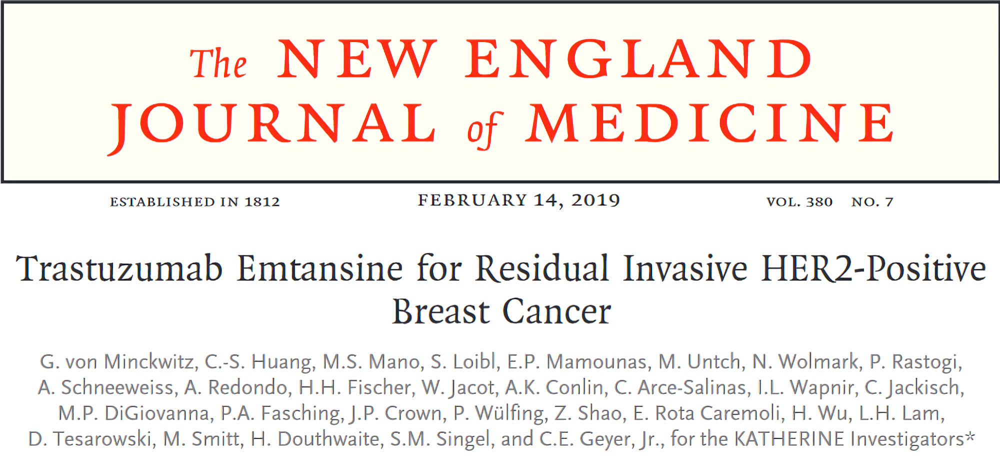 The NEW ENGLAND
JOURNAL of MEDICINE
ESTABLISHED IN 1812 FEBRUARY 14, 2019 VOL. 380 NO. 7
Trastuzumab Emtansine for Residual Invasive HER2-Positive
Breast Cancer
G. von Minckwitz, C.-S. Huang, M.S. Mano, S. Loibl, E.P. Mamounas, M. Untch, N. Wolmark, P. Rastogi,
A. Schneeweiss, A. Redondo, H.H. Fischer, W. Jacot, A.K. Conlin, C. Arce-Salinas, I.L. Wapnir, C. Jackisch,
M.P. DiGiovanna, P.A. Fasching, J.P. Crown, P. Wülfing, Z. Shao, E. Rota Caremoli, H. Wu, L.H. Lam,
D. Tesarowski, M. Smitt, H. Douthwaite, S.M. Singel, and C.E. Geyer, Jr., for the KATHERINE Investigators*